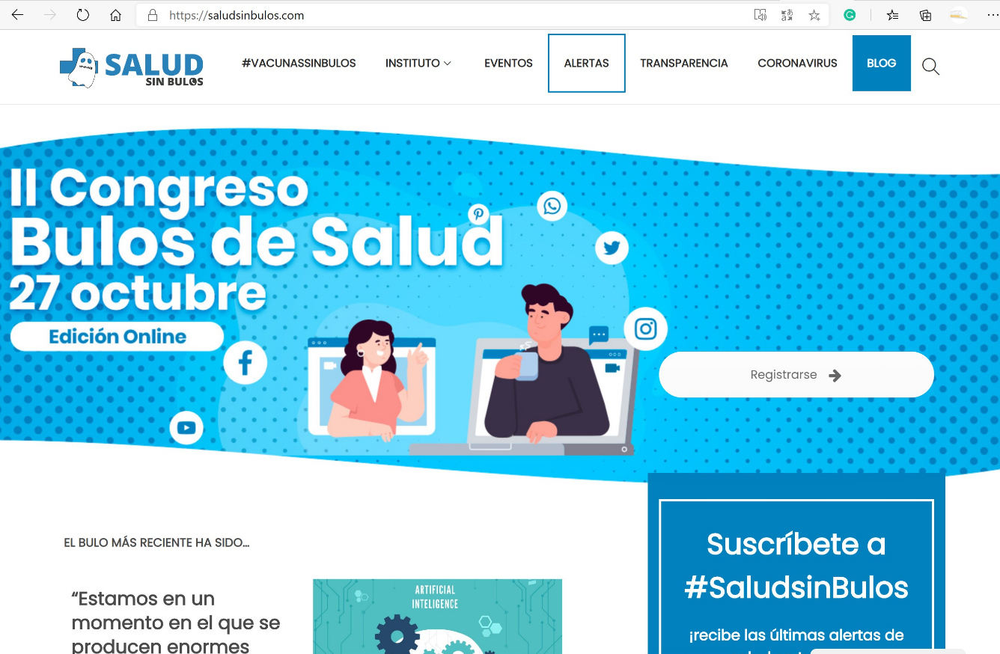 https://saludsinbulos.com
SALUD
SIN BULOS
#VACUNASSINBULOS
INSTITUTO
EVENTOS
ALERTAS
TRANSPARENCIA
CORONAVIRUS
BLOG
II Congreso
Bulos de Salud
27 octubre
Edición Online
Registrarse
EL BULO MÁS RECIENTE HA SIDO...
“Estamos en un
momento en el que se
producen enormes
ARTIFICIAL
INTELIGENCE
Suscríbete a
#SaludsinBulos
¡recibe las últimas alertas de